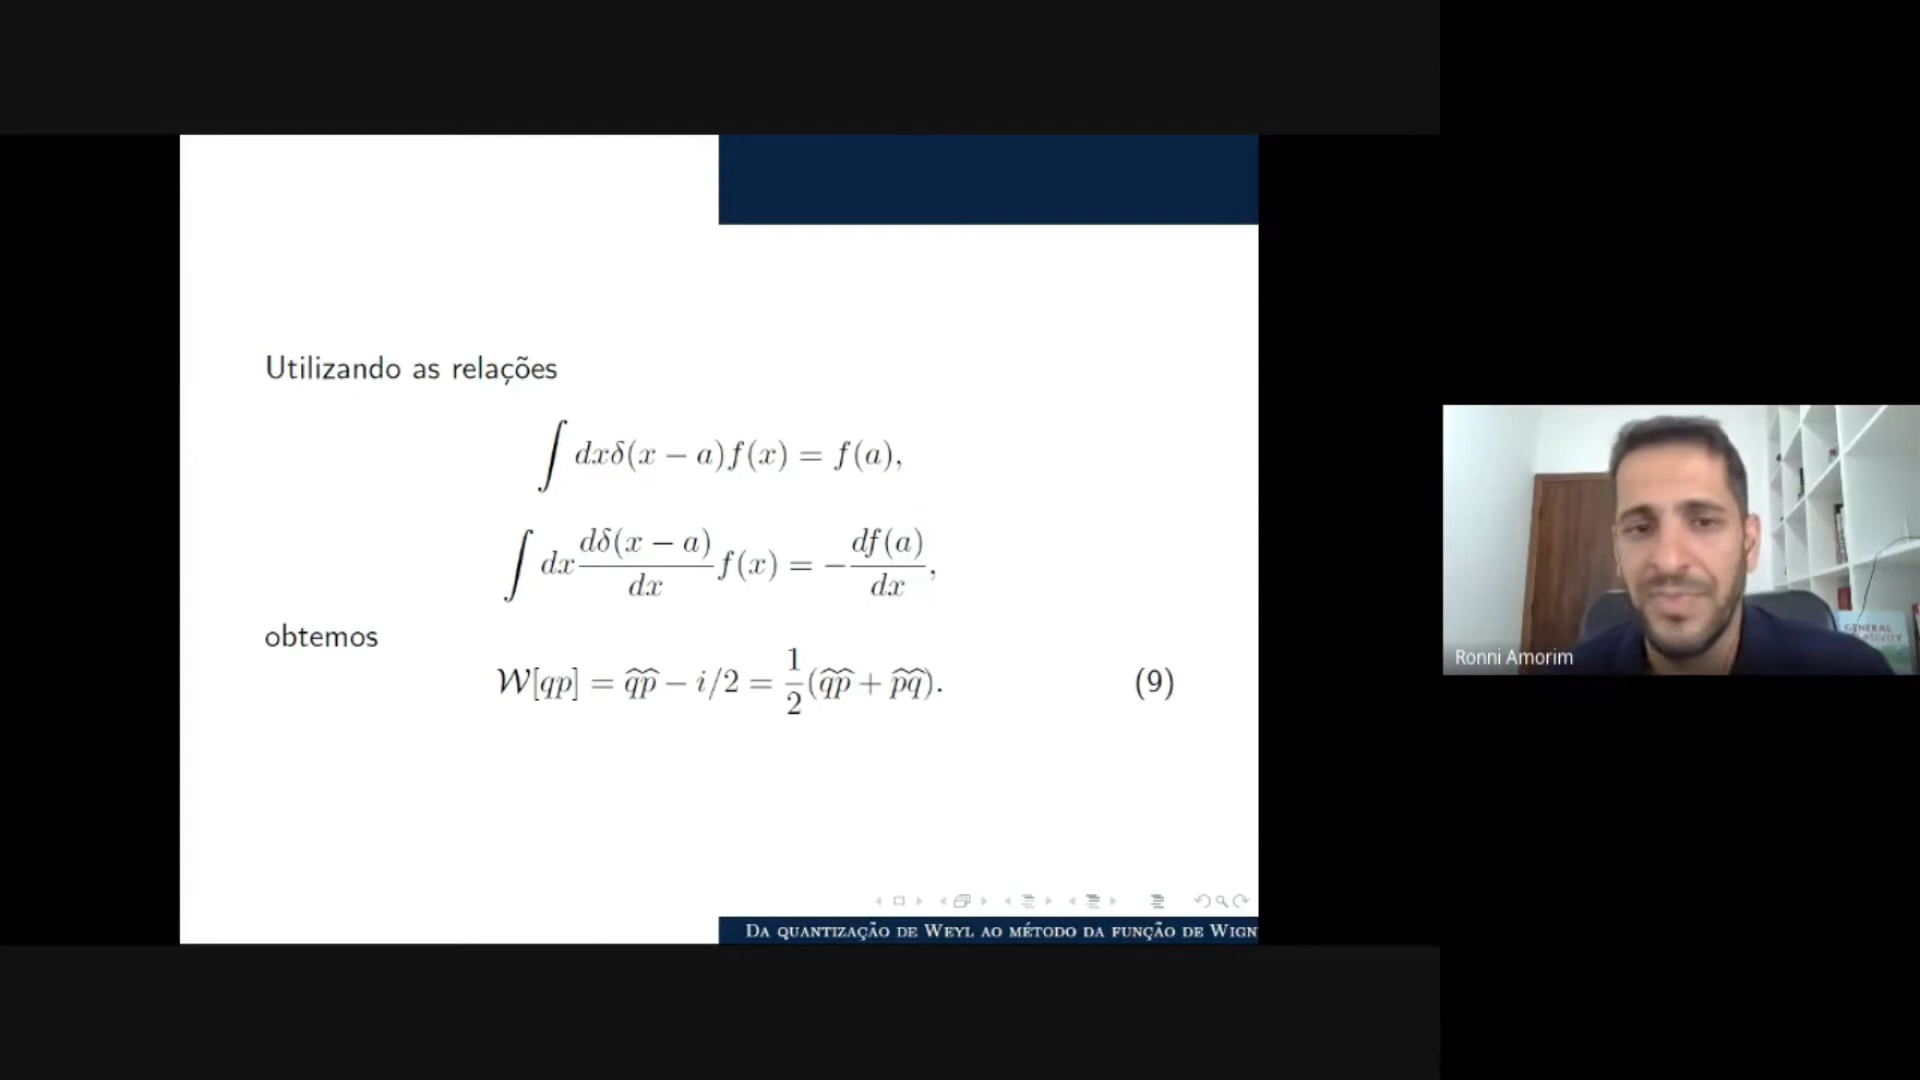 Utilizando as relações
∫ dxδ(x − a)f(x) = f(a),
∫ dx dδ(x − a)/dx f(x) = − df(a)/dx,
obtemos
𝒲[qp] = q̂p̂ − i/2 = 1/2 (q̂p̂ + p̂q̂). (9)
Da quantização de Weyl ao método da função de Wign
Ronni Amorim
GENERAL